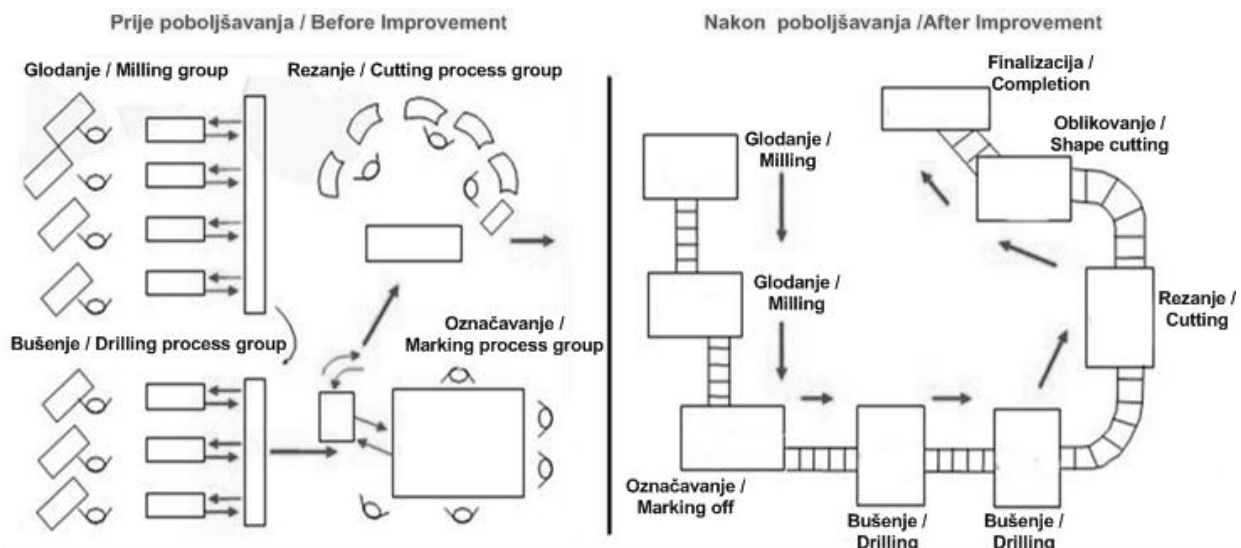 Prije poboljšavanja / Before Improvement
Nakon poboljšavanja /After Improvement
Glodanje / Milling group
Rezanje / Cutting process group
Bušenje / Drilling process group
Označavanje /
Marking process group
Finalizacija /
Completion
Oblikovanje /
Shape cutting
Glodanje /
Milling
Glodanje /
Milling
Rezanje /
Cutting
Označavanje /
Marking off
Bušenje /
Drilling
Bušenje /
Drilling